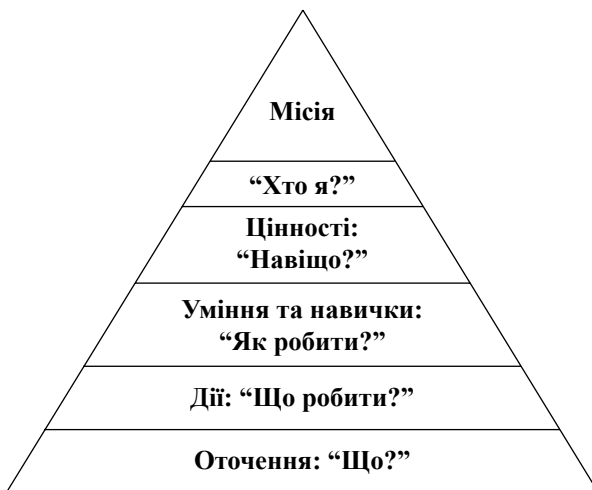 Місія
“Хто я?”
Цінності:
“Навіщо?”
Уміння та навички:
“Як робити?”
Дії: “Що робити?”
Оточення: “Що?”